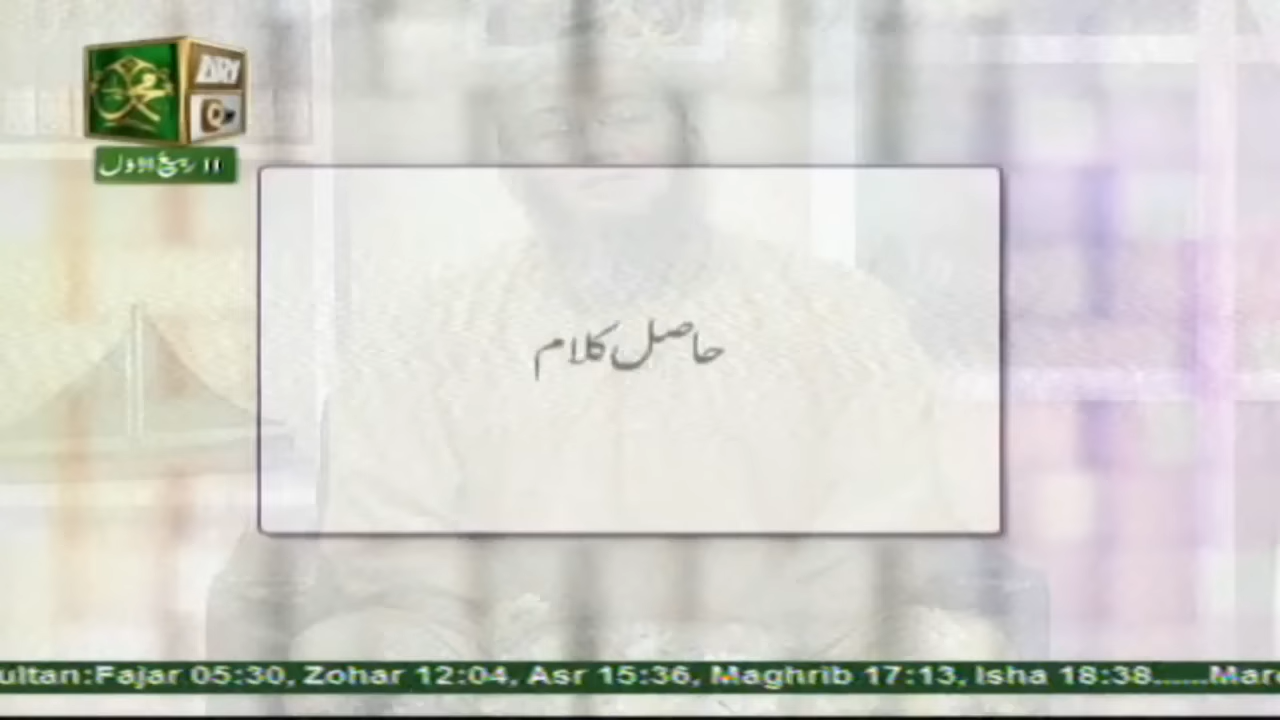 ARY
۱۱ ربیع الاول
حاصل کلام
ultan:Fajar 05:30, Zohar 12:04, Asr 15:36, Maghrib 17:13, Isha 18:38......Mar